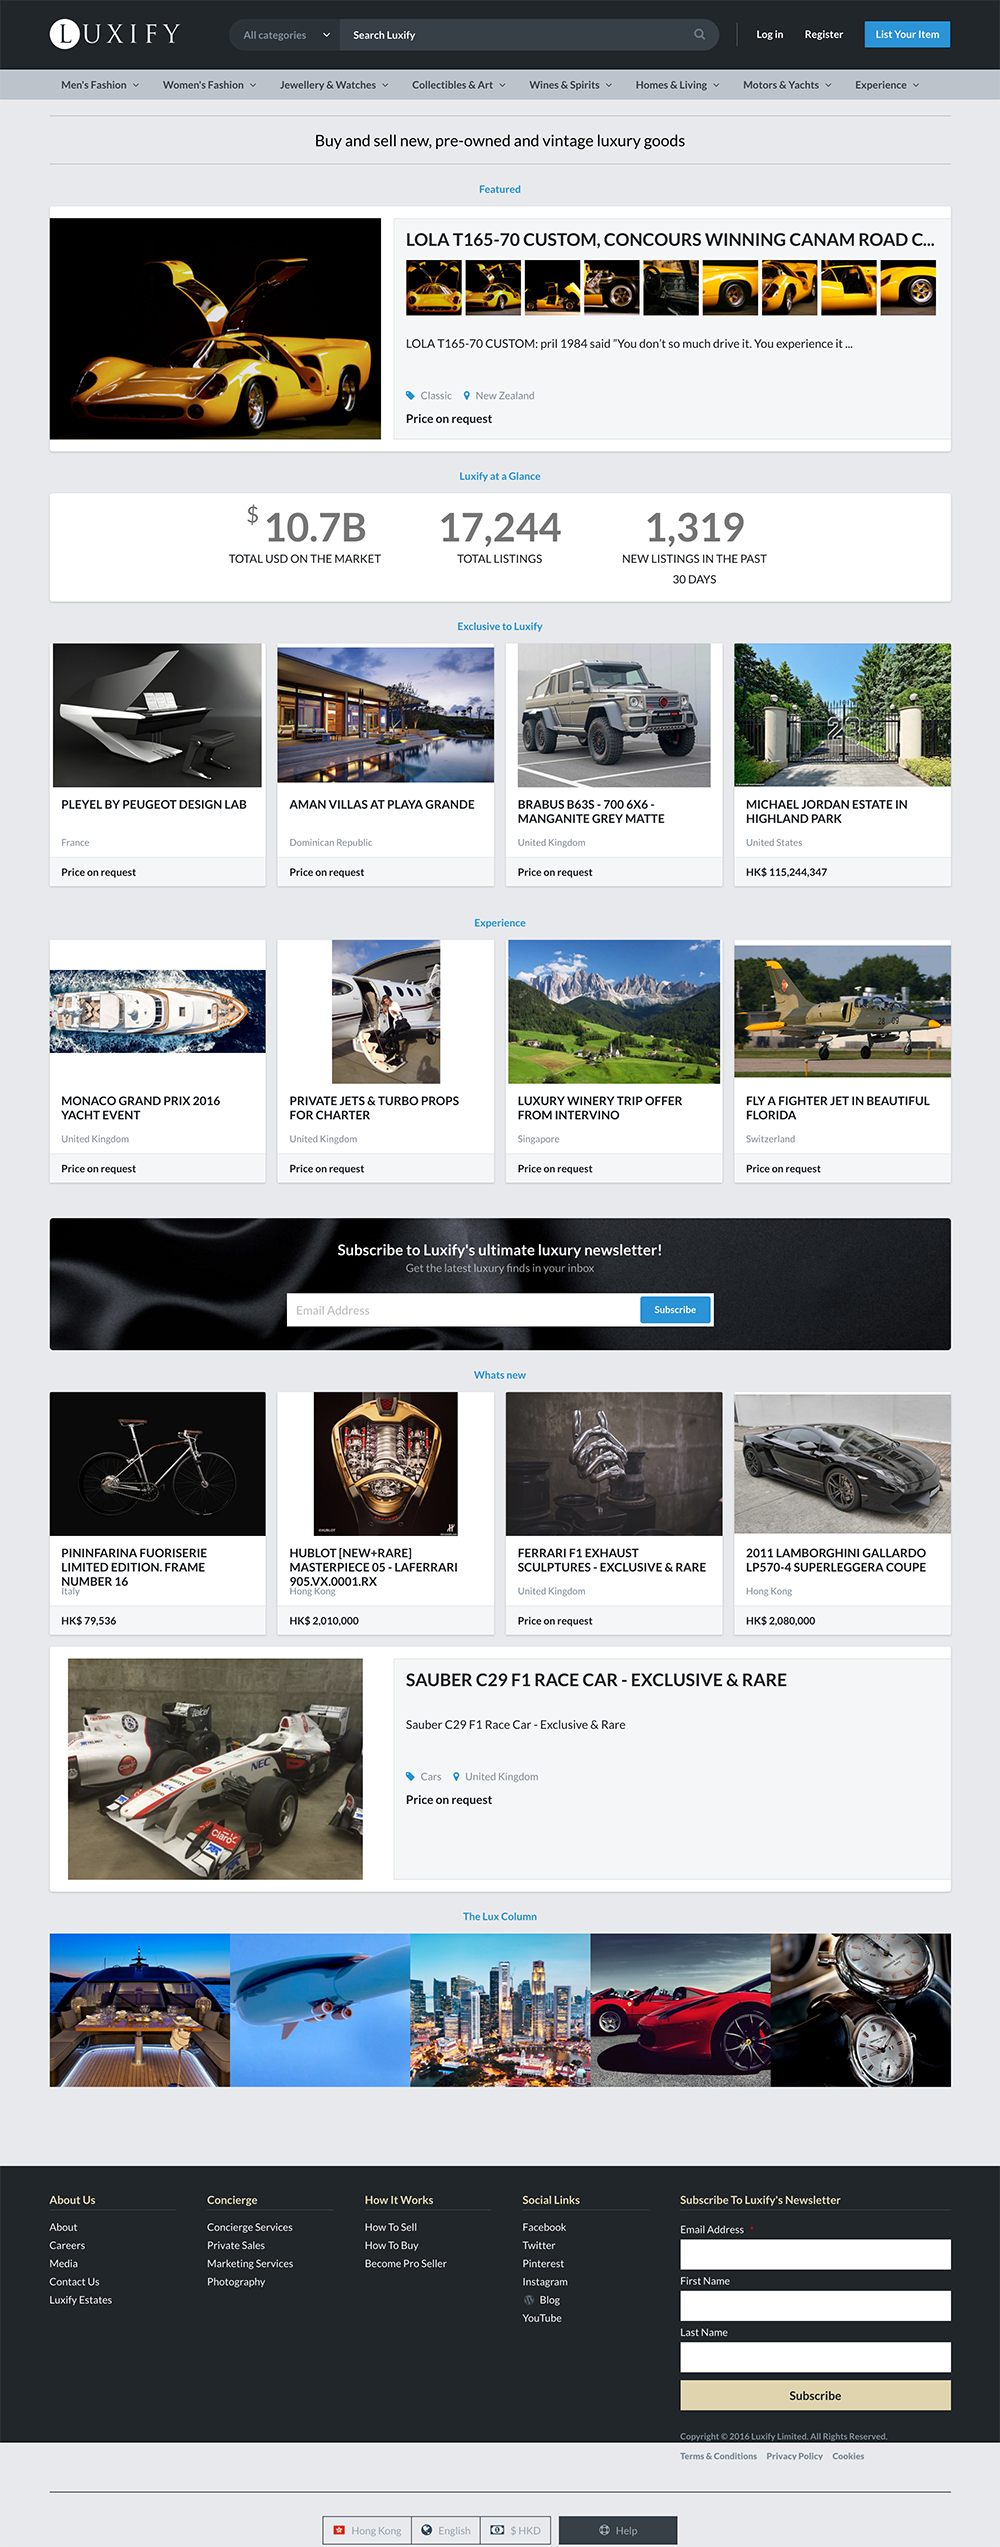 LUXIFY
All categories
Search Luxify
Log in
Register
List Your Item
Men's Fashion
Women's Fashion
Jewellery & Watches
Collectibles & Art
Wines & Spirits
Homes & Living
Motors & Yachts
Experience
Buy and sell new, pre-owned and vintage luxury goods
Featured
LOLA T165-70 CUSTOM, CONCOURS WINNING CANAM ROAD C...
LOLA T165-70 CUSTOM: pril 1984 said "You don't so much drive it. You experience it ...
Classic
New Zealand
Price on request
Luxify at a Glance
$ 10.7B
TOTAL USD ON THE MARKET
17,244
TOTAL LISTINGS
1,319
NEW LISTINGS IN THE PAST
30 DAYS
Exclusive to Luxify
23
PLEYEL BY PEUGEOT DESIGN LAB
France
Price on request
AMAN VILLAS AT PLAYA GRANDE
Dominican Republic
Price on request
BRABUS B63S - 700 6X6 -
MANGANITE GREY MATTE
United Kingdom
Price on request
MICHAEL JORDAN ESTATE IN
HIGHLAND PARK
United States
HK$ 115,244,347
Experience
MONACO GRAND PRIX 2016
YACHT EVENT
United Kingdom
Price on request
PRIVATE JETS & TURBO PROPS
FOR CHARTER
United Kingdom
Price on request
LUXURY WINERY TRIP OFFER
FROM INTERVINO
Singapore
Price on request
FLY A FIGHTER JET IN BEAUTIFUL
FLORIDA
Switzerland
Price on request
Subscribe to Luxify's ultimate luxury newsletter!
Get the latest luxury finds in your inbox
Email Address
Subscribe
Whats new
HUBLOT
PININFARINA FUORISERIE
LIMITED EDITION. FRAME
NUMBER 16
Italy
HK$ 79,536
HUBLOT [NEW+RARE]
MASTERPIECE 05 - LAFERRARI
905.VX.0001.RX
Hong Kong
HK$ 2,010,000
FERRARI F1 EXHAUST
SCULPTURES - EXCLUSIVE & RARE
United Kingdom
Price on request
2011 LAMBORGHINI GALLARDO
LP570-4 SUPERLEGGERA COUPE
Hong Kong
HK$ 2,080,000
NEC
Claro
SAUBER C29 F1 RACE CAR - EXCLUSIVE & RARE
Sauber C29 F1 Race Car - Exclusive & Rare
Cars
United Kingdom
Price on request
The Lux Column
About Us
About
Careers
Media
Contact Us
Luxify Estates
Concierge
Concierge Services
Private Sales
Marketing Services
Photography
How It Works
How To Sell
How To Buy
Become Pro Seller
Social Links
Facebook
Twitter
Pinterest
Instagram
Blog
YouTube
Subscribe To Luxify's Newsletter
Email Address *
First Name
Last Name
Subscribe
Copyright © 2016 Luxify Limited. All Rights Reserved.
Terms & Conditions
Privacy Policy
Cookies
Hong Kong
English
$ HKD
Help